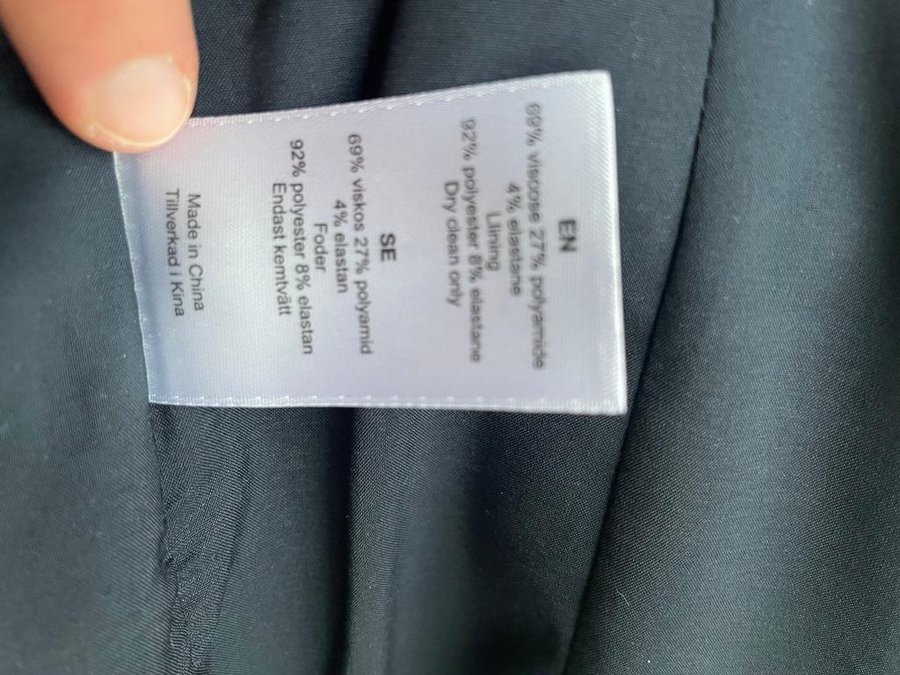 EN
69% viscose 27% polyamide
4% elastane
Liining
92% polyester 8% elastane
Dry clean only
SE
69% viskos 27% polyamid
4% elastan
Foder
92% polyester 8% elastan
Endast kemtvätt
Made in China
Tillverkad i Kina